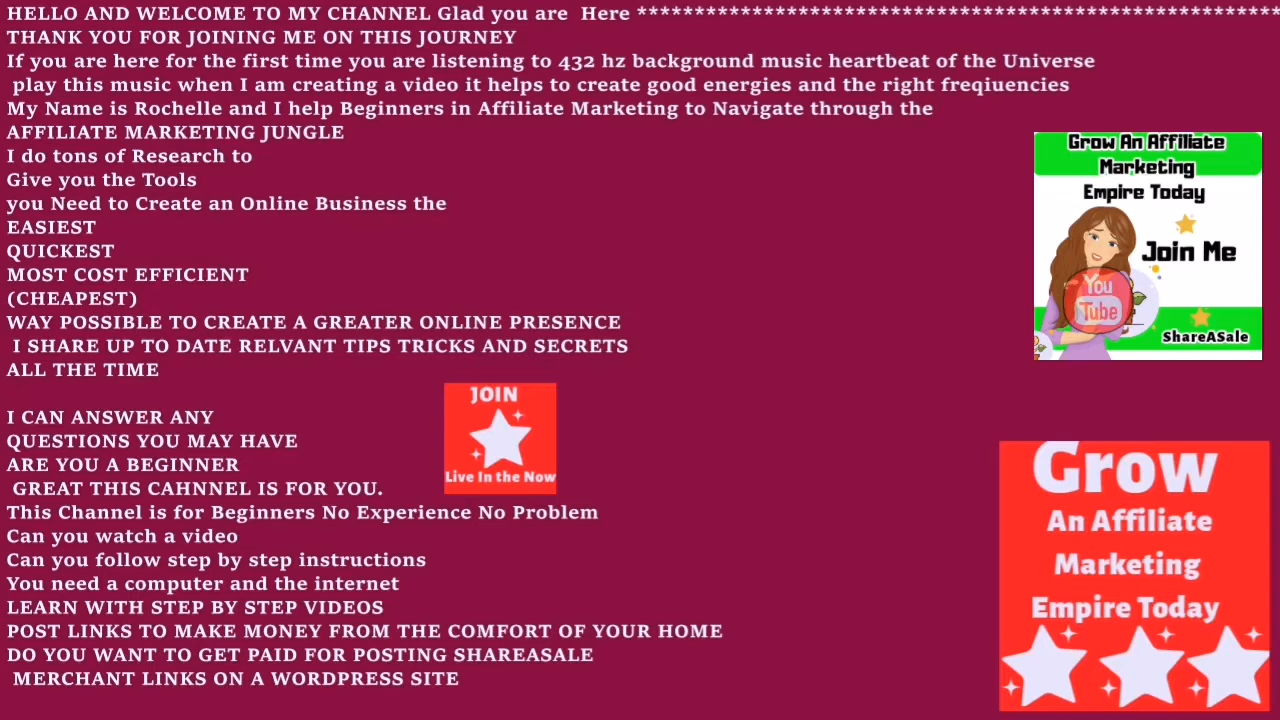 HELLO AND WELCOME TO MY CHANNEL Glad you are  Here *********************************************************
THANK YOU FOR JOINING ME ON THIS JOURNEY
If you are here for the first time you are listening to 432 hz background music heartbeat of the Universe
play this music when I am creating a video it helps to create good energies and the right freqiuencies
My Name is Rochelle and I help Beginners in Affiliate Marketing to Navigate through the
AFFILIATE MARKETING JUNGLE
I do tons of Research to
Give you the Tools
you Need to Create an Online Business the
EASIEST
QUICKEST
MOST COST EFFICIENT
(CHEAPEST)
WAY POSSIBLE TO CREATE A GREATER ONLINE PRESENCE
I SHARE UP TO DATE RELVANT TIPS TRICKS AND SECRETS
ALL THE TIME
I CAN ANSWER ANY
QUESTIONS YOU MAY HAVE
ARE YOU A BEGINNER
GREAT THIS CAHNNEL IS FOR YOU.
This Channel is for Beginners No Experience No Problem
Can you watch a video
Can you follow step by step instructions
You need a computer and the internet
LEARN WITH STEP BY STEP VIDEOS
POST LINKS TO MAKE MONEY FROM THE COMFORT OF YOUR HOME
DO YOU WANT TO GET PAID FOR POSTING SHAREASALE
MERCHANT LINKS ON A WORDPRESS SITE
JOIN
Live In the Now
Grow An Affiliate
Marketing
Empire Today
Join Me
You
Tube
ShareASale
Grow
An Affiliate
Marketing
Empire Today